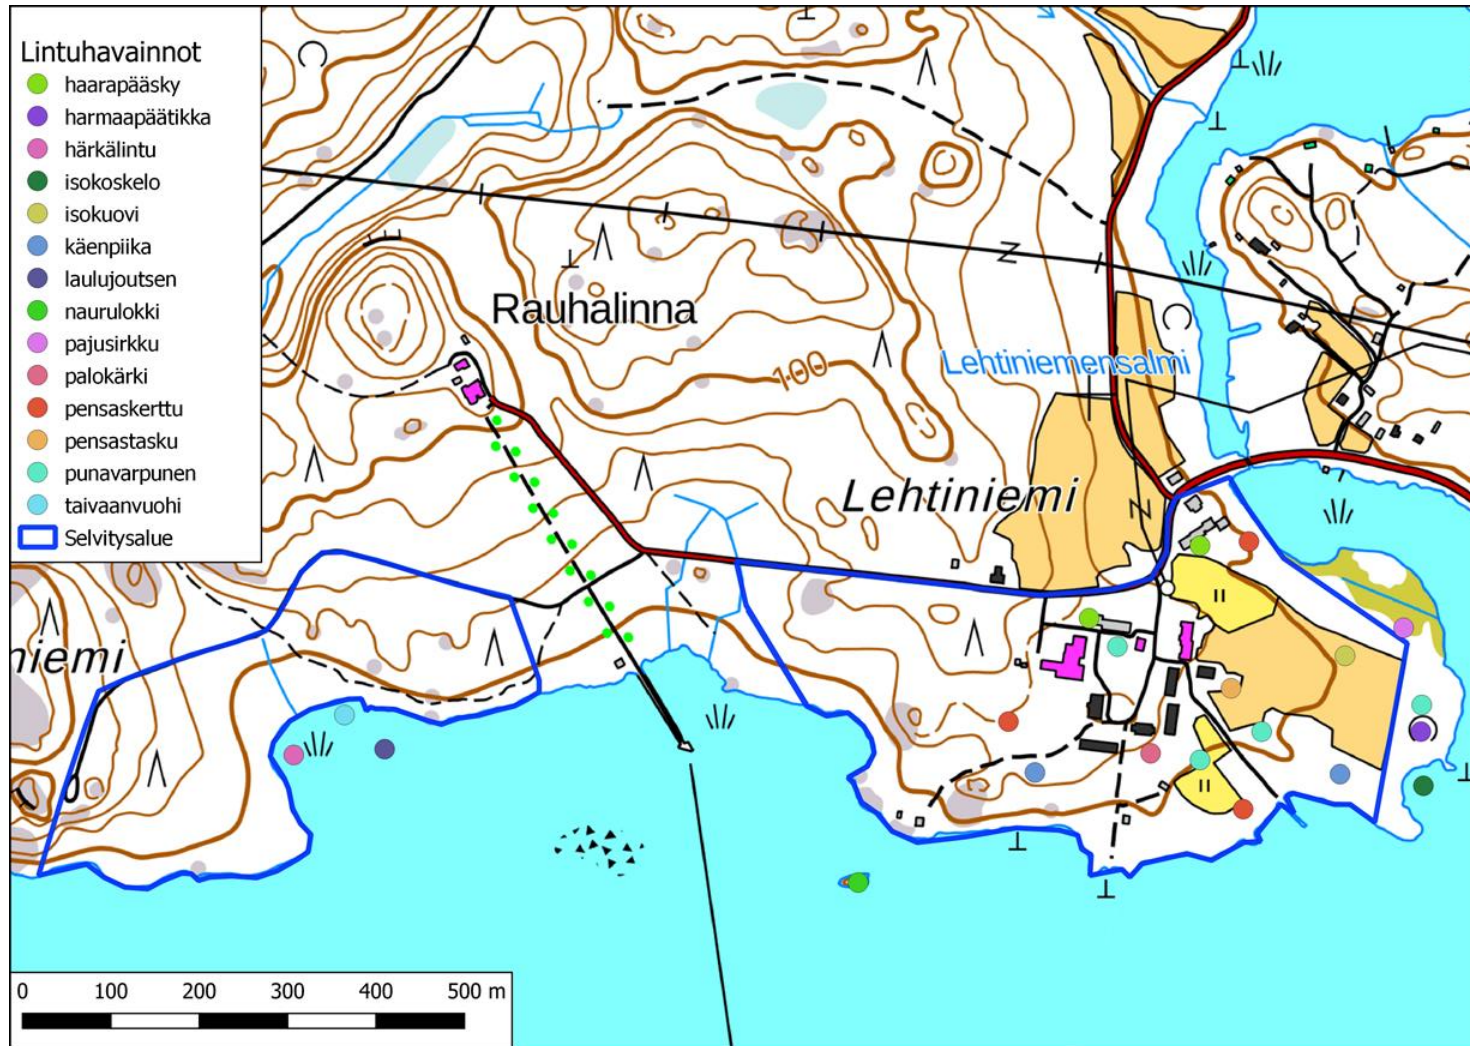 Lintuhavainnot
haarapääsky
harmaapäätikka
härkälintu
isokoskelo
isokuovi
käenpiika
laulujoutsen
naurulokki
pajusirkku
palokärki
pensaskerttu
pensastasku
punavarpunen
taivaanvuohi
Selvitysalue
Rauhalinna
100
Lehtiniemensalmi
Lehtiniemi
niemi
0 100 200 300 400 500 m